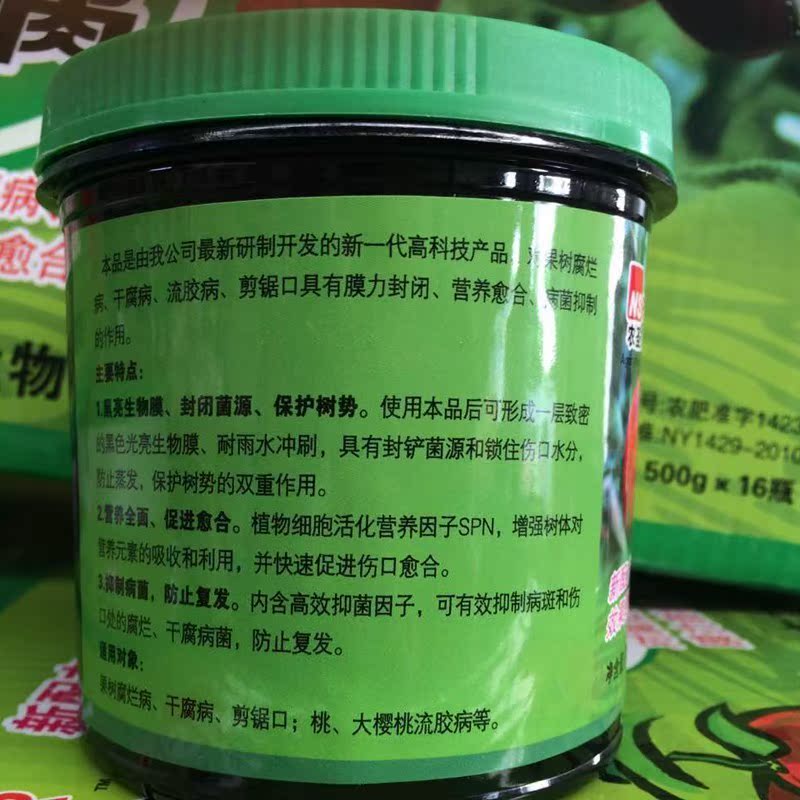 本品是由我公司最新研制开发的新一代高科技产品，对果树腐烂
病、干腐病、流胶病、剪锯口具有膜力封闭、营养愈合、病菌抑制
的作用。
主要特点：
1.黑亮生物膜、封闭菌源、保护树势。使用本品后可形成一层致密
的黑色光亮生物膜、耐雨水冲刷，具有封铲菌源和锁住伤口水分，
防止蒸发，保护树势的双重作用。
2.营养全面、促进愈合。植物细胞活化营养因子SPN，增强树体对
营养元素的吸收和利用，并快速促进伤口愈合。
3.抑制病菌，防止复发。内含高效抑菌因子，可有效抑制病斑和伤
口处的腐烂、干腐病菌，防止复发。
适用对象：
果树腐烂病、干腐病、剪锯口；桃、大樱桃流胶病等。
病
愈合
物
号:农肥准字1423
NY1429-2010
500g × 16瓶